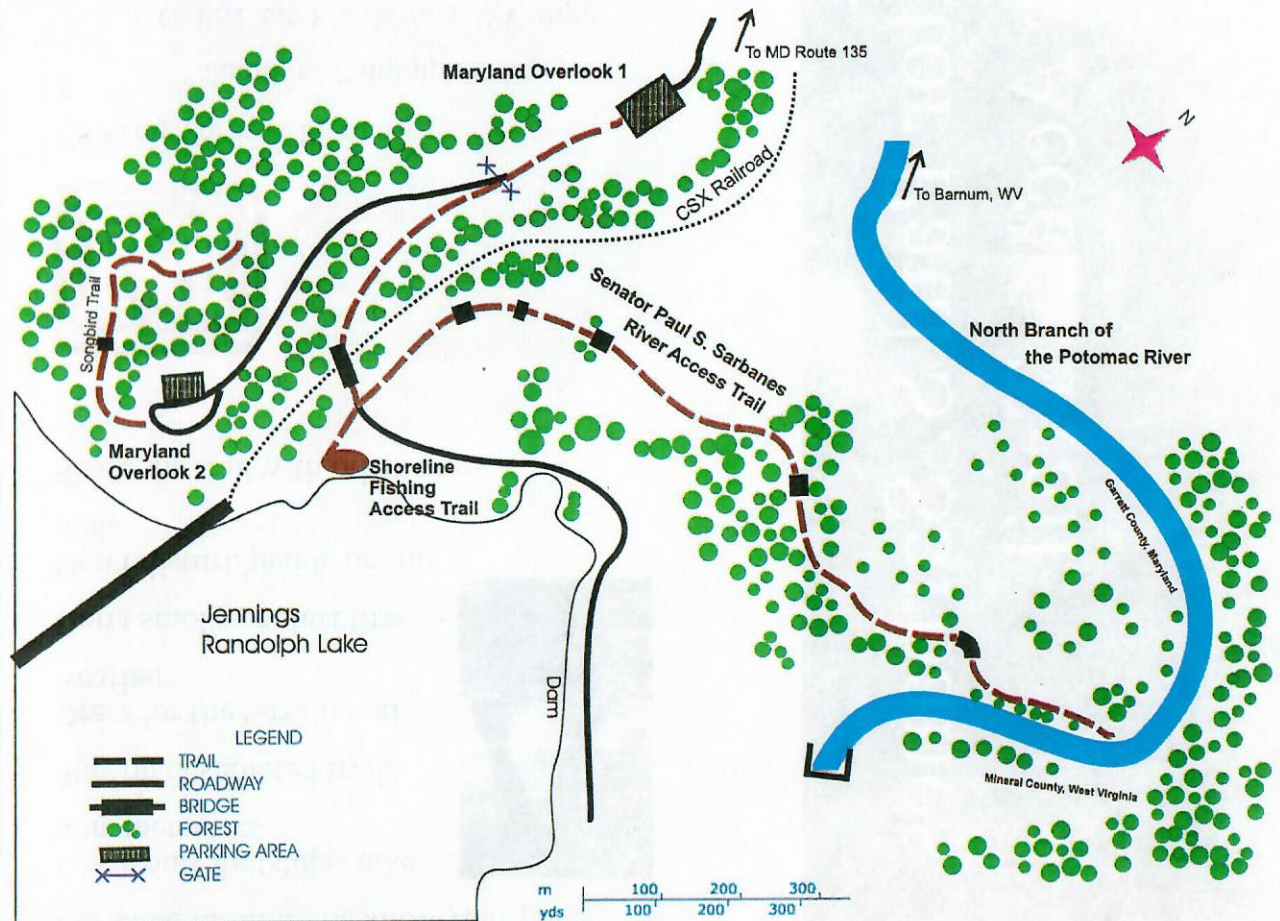 Maryland Overlook 1
To MD Route 135
N
CSX Railroad
To Barnum, WV
Senator Paul S. Sarbanes
River Access Trail
North Branch of
the Potomac River
Songbird Trail
Maryland
Overlook 2
Shoreline
Fishing
Access Trail
Garrett County, Maryland
Jennings
Randolph Lake
Dam
Mineral County, West Virginia
LEGEND
TRAIL
ROADWAY
BRIDGE
FOREST
PARKING AREA
GATE
m 100 200 300
yds 100 200 300